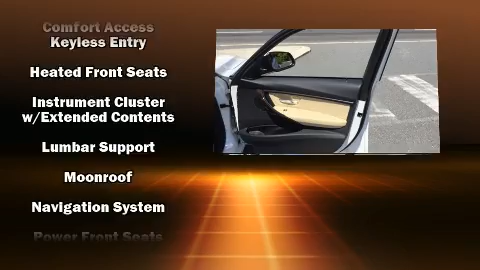 Comfort Access
Keyless Entry
Heated Front Seats
Instrument Cluster
w/Extended Contents
Lumbar Support
Moonroof
Navigation System
Power Front Seats